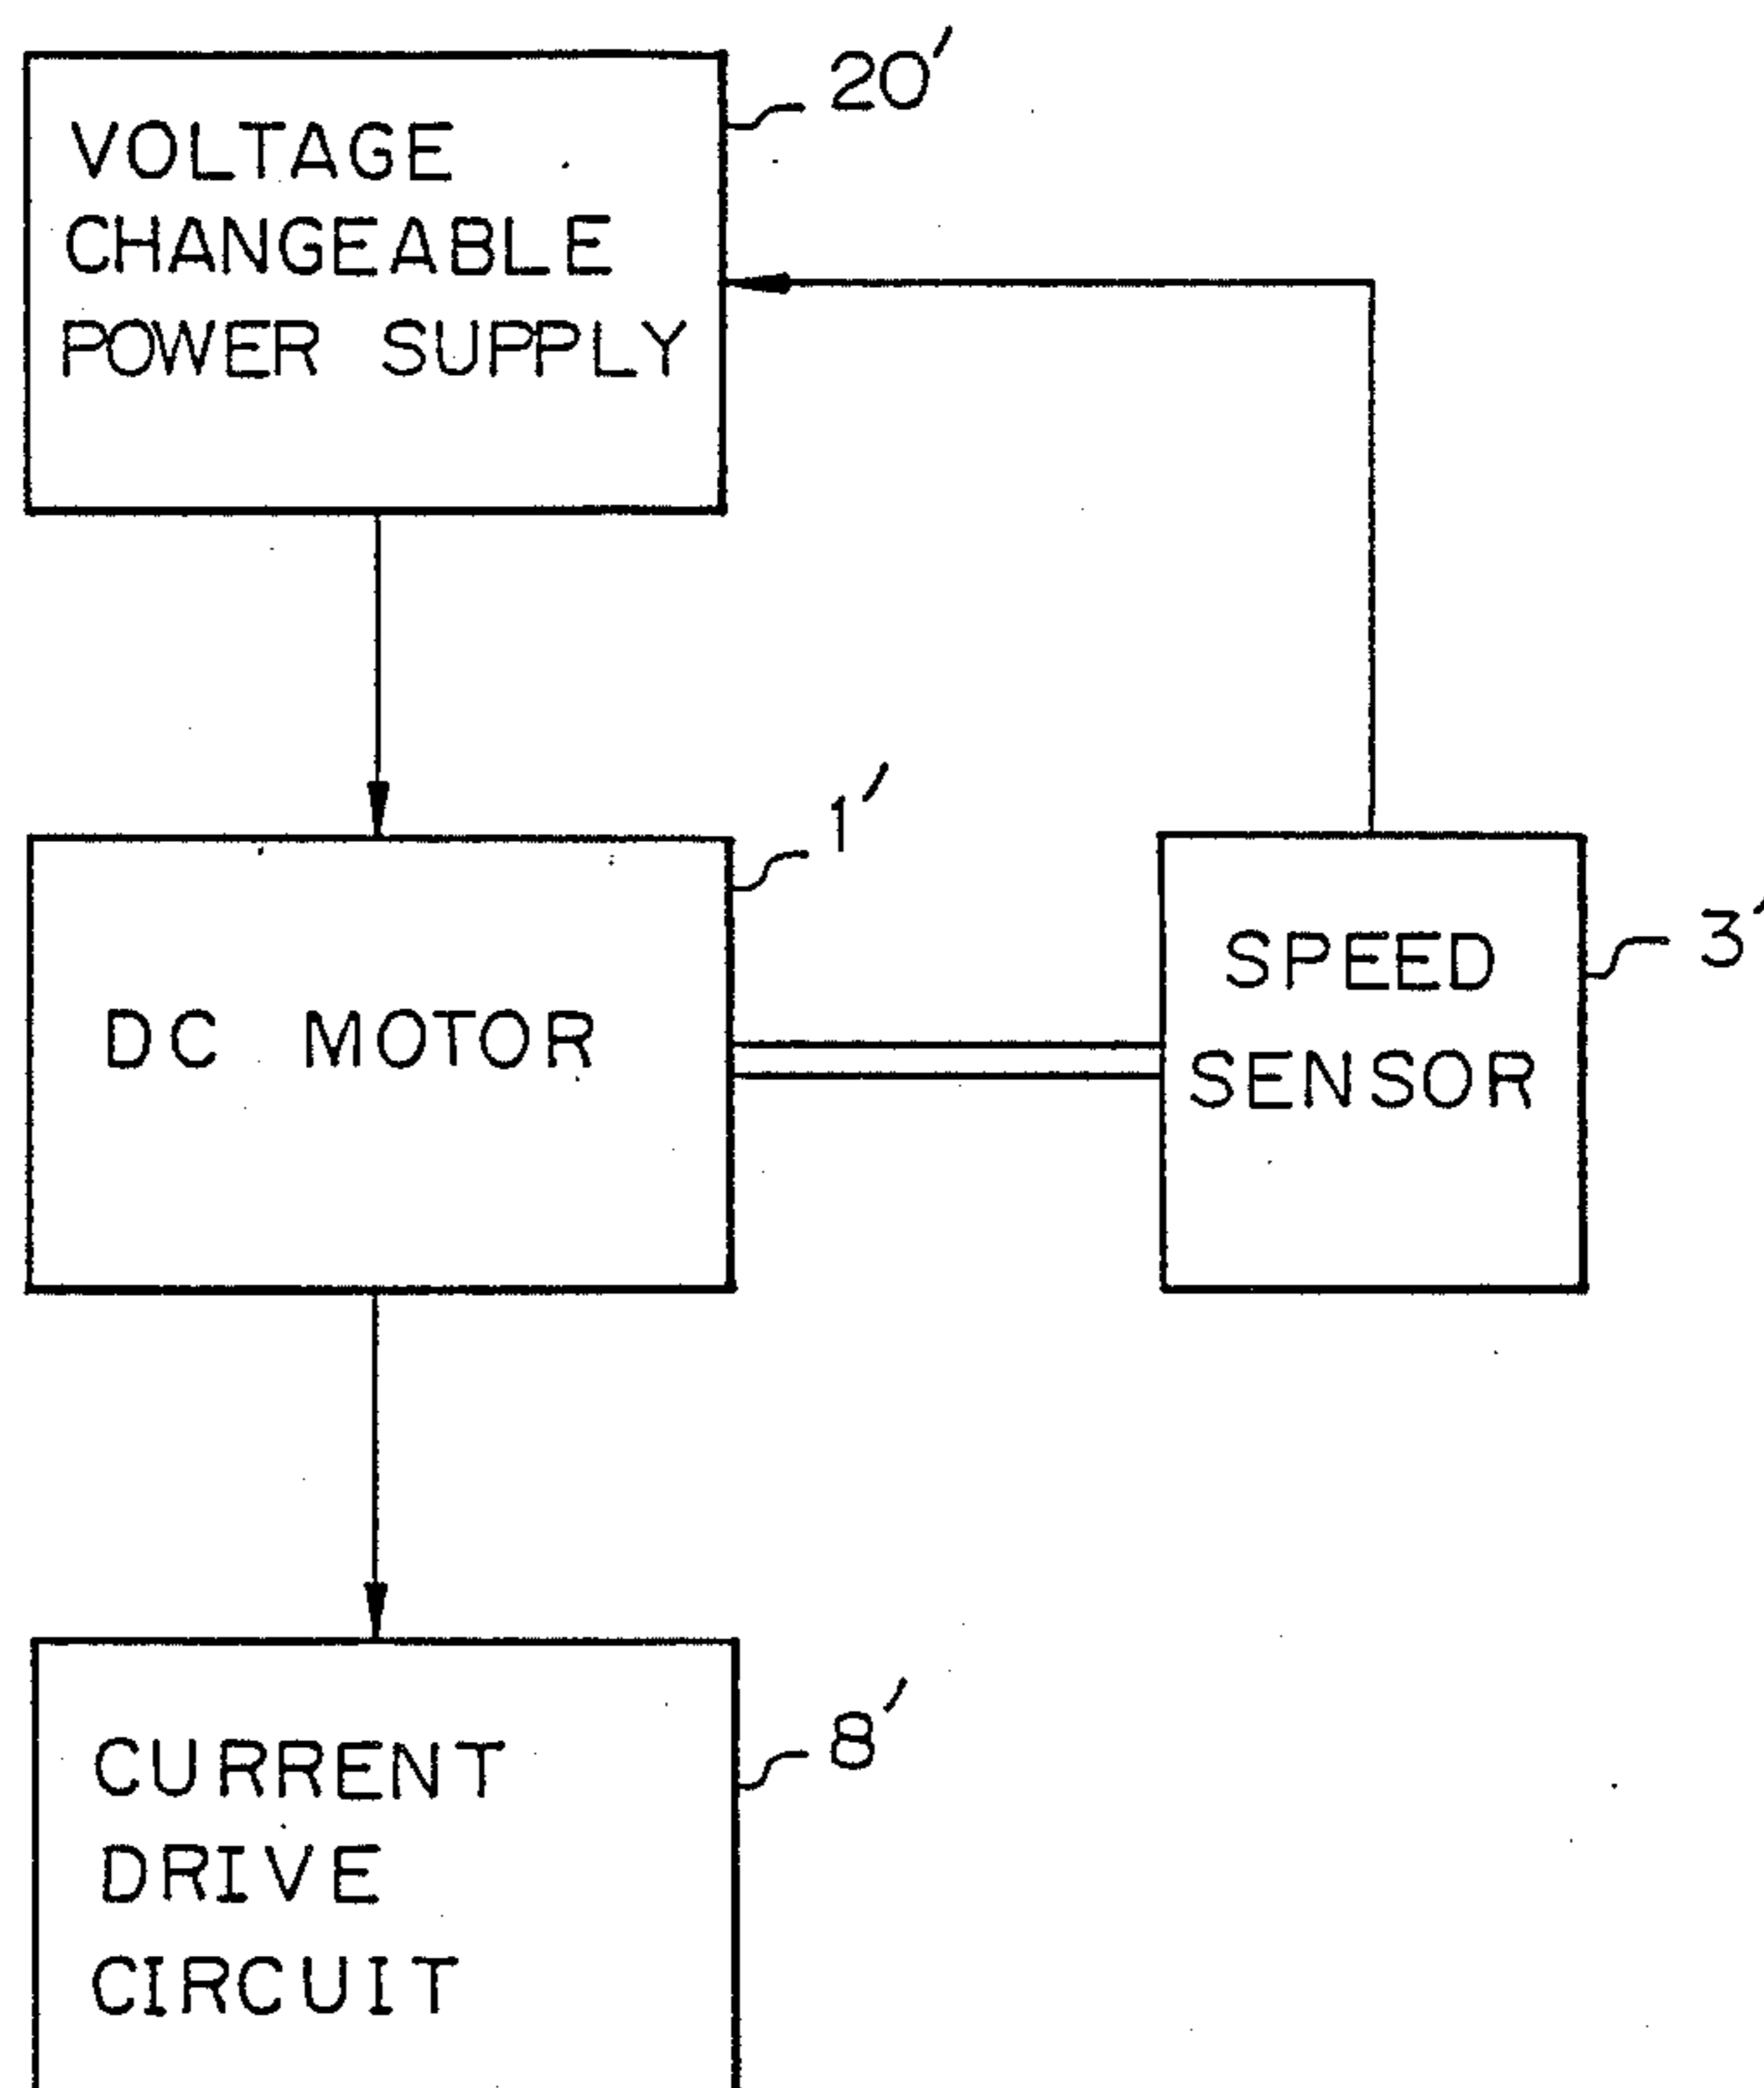 20′
VOLTAGE
CHANGEABLE
POWER SUPPLY
1′
DC MOTOR
3′
SPEED
SENSOR
8′
CURRENT
DRIVE
CIRCUIT